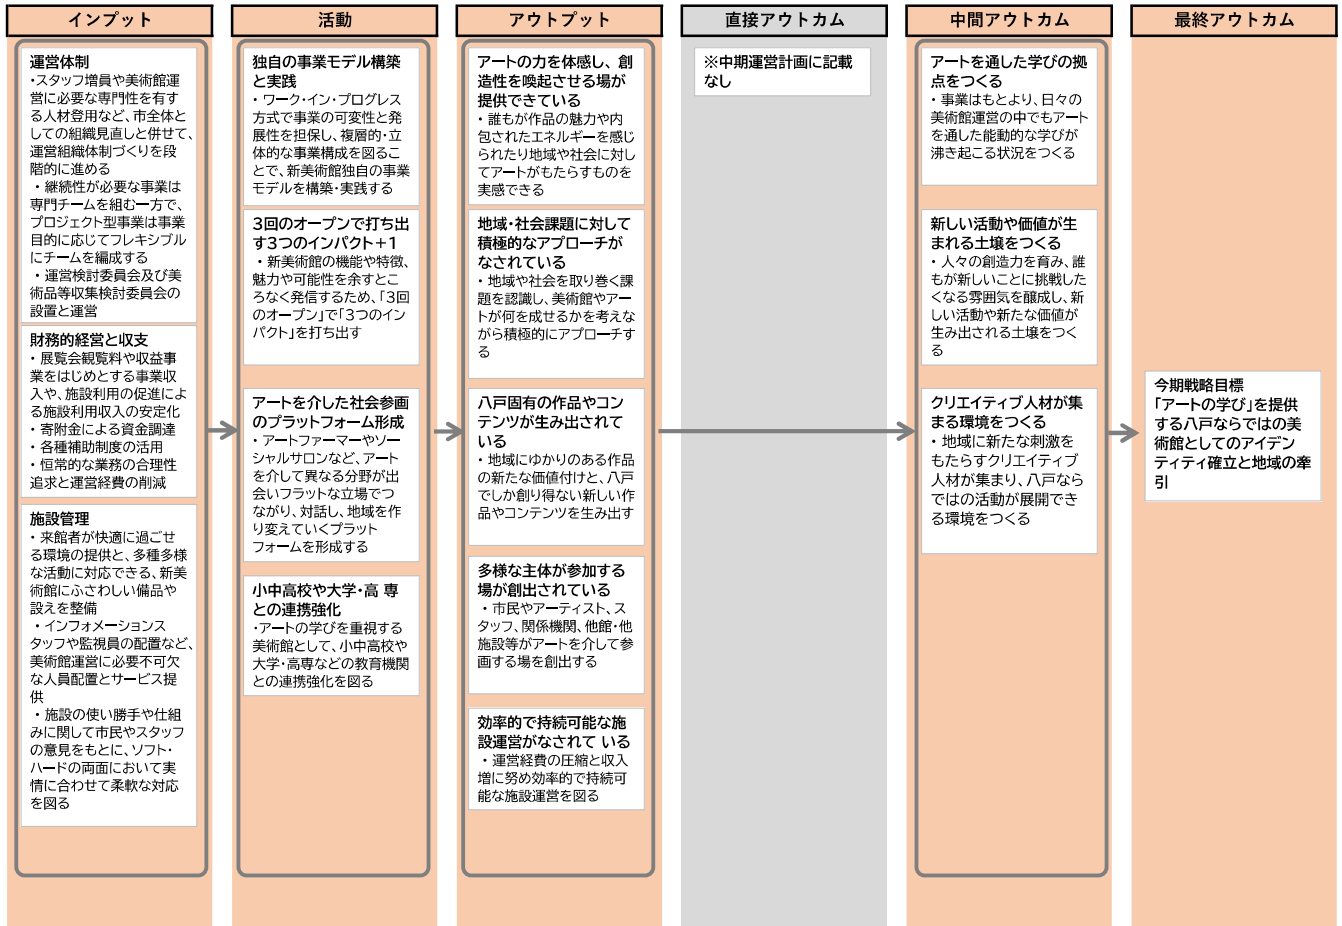 インプット
運営体制
・スタッフ増員や美術館運
営に必要な専門性を有す
る人材登用など、市全体と
しての組織見直しと併せて、
運営組織体制づくりを段
階的に進める
・ 継続性が必要な事業は
専門チームを組む一方で、
プロジェクト型事業は事業
目的に応じてフレキシブル
にチームを編成する
・ 運営検討委員会及び美
術品等収集検討委員会の
設置と運営
財務的経営と収支
・ 展覧会観覧料や収益事
業をはじめとする事業収
入や、施設利用の促進によ
る施設利用収入の安定化
・ 寄附金による資金調達
・ 各種補助制度の活用
・ 恒常的な業務の合理性
追求と運営経費の削減
施設管理
・ 来館者が快適に過ごせ
る環境の提供と、多種多様
な活動に対応できる、新美
術館にふさわしい備品や
設えを整備
・ インフォメーションス
タッフや監視員の配置など、
美術館運営に必要不可欠
な人員配置とサービス提
供
・ 施設の使い勝手や仕組
みに関して市民やスタッフ
の意見をもとに、ソフト・
ハードの両面において実
情に合わせて柔軟な対応
を図る
活動
独自の事業モデル構築
と実践
・ ワーク・イン・プログレス
方式で事業の可変性と発
展性を担保し、複層的・立
体的な事業構成を図るこ
とで、新美術館独自の事業
モデルを構築・実践する
3回のオープンで打ち出
す3つのインパクト+1
・ 新美術館の機能や特徴、
魅力や可能性を余すとこ
ろなく発信するため、「3回
のオープン」で「3つのイン
パクト」を打ち出す
アートを介した社会参画
のプラットフォーム形成
・ アートファーマーやソー
シャルサロンなど、アート
を介して異なる分野が出
会いフラットな立場でつ
ながり、対話し、地域を作
り変えていくプラット
フォームを形成する
小中高校や大学・高 専
との連携強化
・アートの学びを重視する
美術館として、小中高校や
大学・高専などの教育機関
との連携強化を図る
アウトプット
アートの力を体感し、創
造性を喚起させる場が
提供できている
・ 誰もが作品の魅力や内
包されたエネルギーを感じ
られたり地域や社会に対し
てアートがもたらすものを
実感できる
地域・社会課題に対して
積極的なアプローチが
なされている
・ 地域や社会を取り巻く課
題を認識し、美術館やアー
トが何を成せるかを考えな
がら積極的にアプローチす
る
八戸固有の作品やコン
テンツが生み出されて
いる
・ 地域にゆかりのある作品
の新たな価値付けと、八戸
でしか創り得ない新しい作
品やコンテンツを生み出す
多様な主体が参加する
場が創出されている
・ 市民やアーティスト、ス
タッフ、関係機関、他館・他
施設等がアートを介して参
画する場を創出する
効率的で持続可能な施
設運営がなされて いる
・ 運営経費の圧縮と収入
増に努め効率的で持続可
能な施設運営を図る
直接アウトカム
※中期運営計画に記載
なし
中間アウトカム
アートを通した学びの拠
点をつくる
・ 事業はもとより、日々の
美術館運営の中でもアート
を通した能動的な学びが
沸き起こる状況をつくる
新しい活動や価値が生
まれる土壌をつくる
・ 人々の創造力を育み、誰
もが新しいことに挑戦した
くなる雰囲気を醸成し、新
しい活動や新たな価値が
生み出される土壌をつく
る
クリエイティブ人材が集
まる環境をつくる
・ 地域に新たな刺激を
もたらすクリエイティブ
人材が集まり、八戸なら
ではの活動が展開でき
る環境をつくる
最終アウトカム
今期戦略目標
「アートの学び」を提供
する八戸ならではの美
術館としてのアイデン
ティティ確立と地域の牽
引